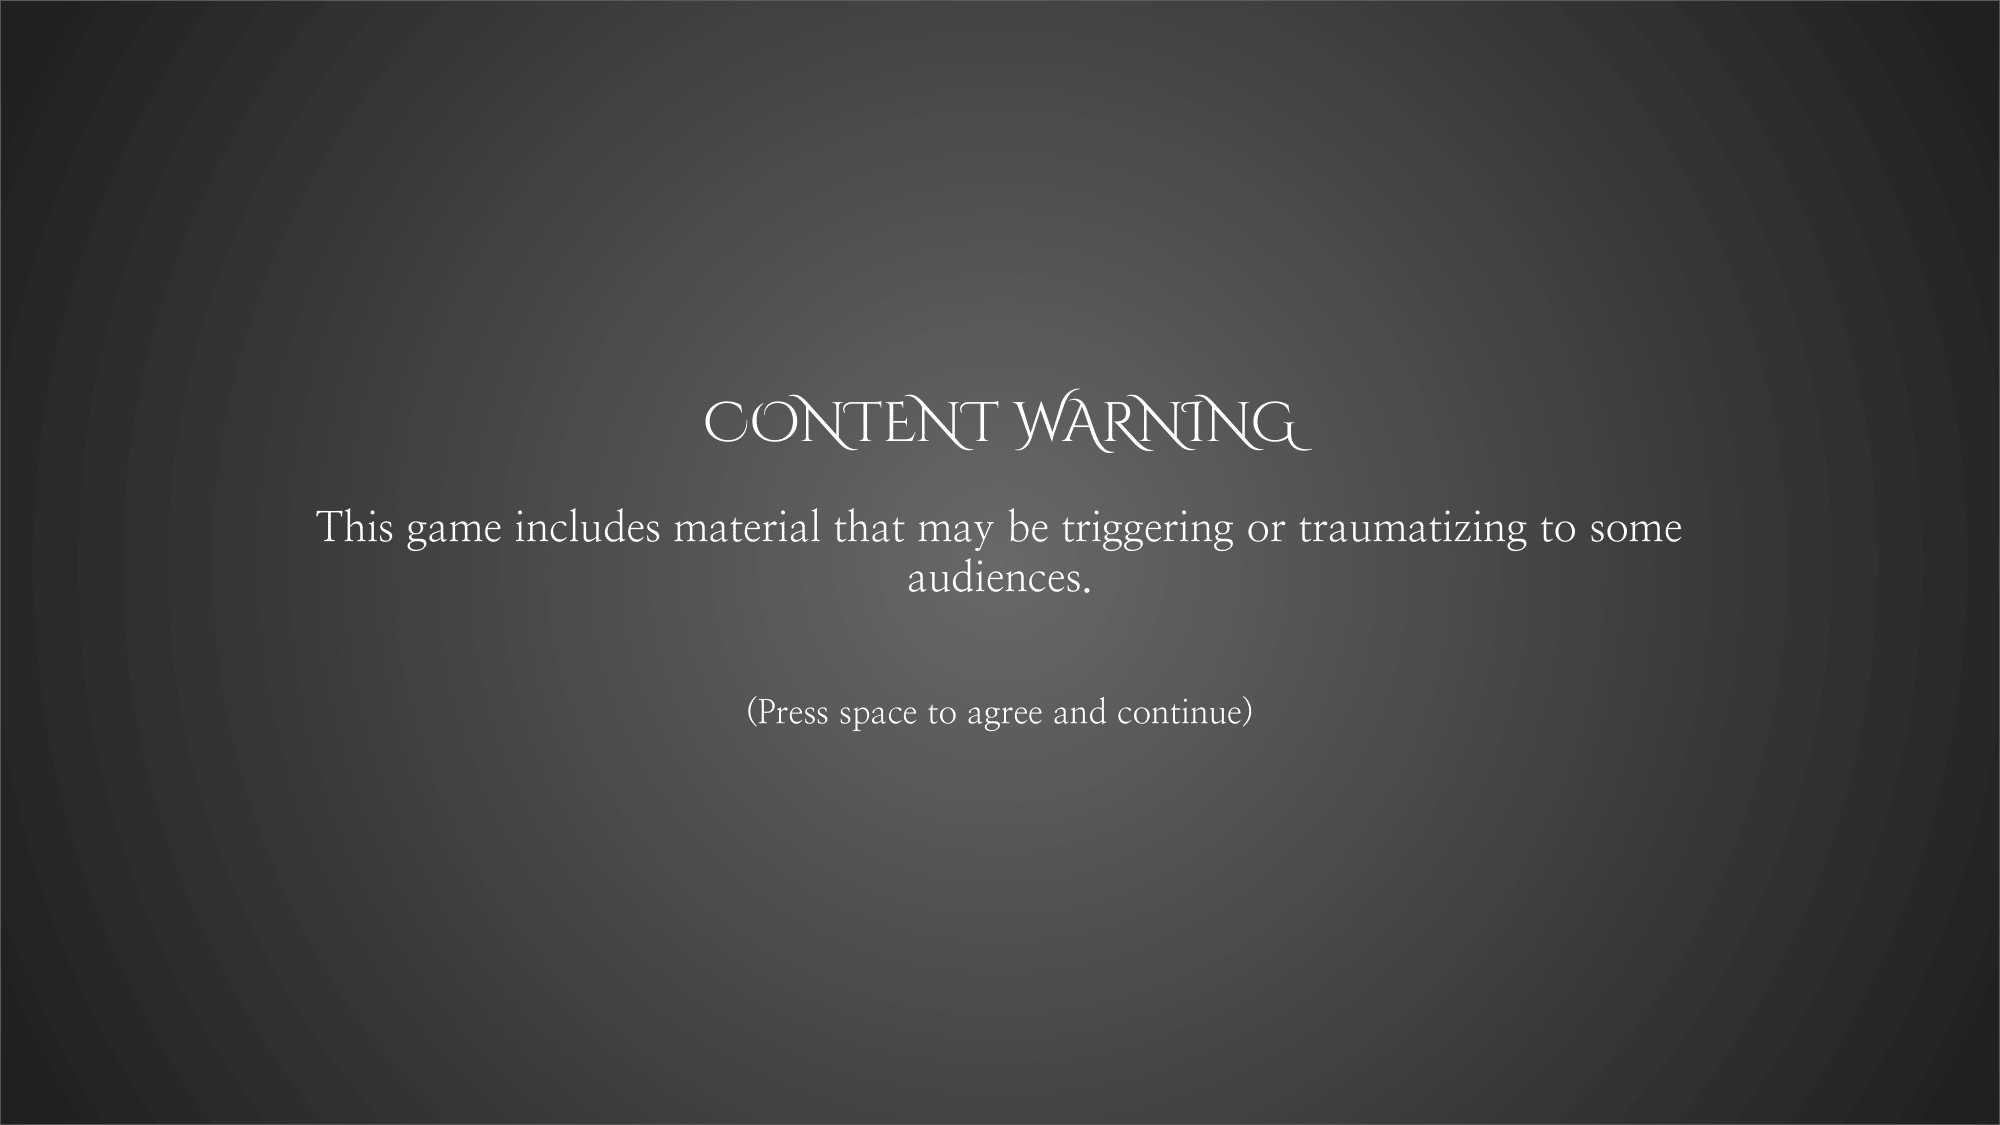 CONTENT WARNING
This game includes material that may be triggering or traumatizing to some
audiences.
(Press space to agree and continue)